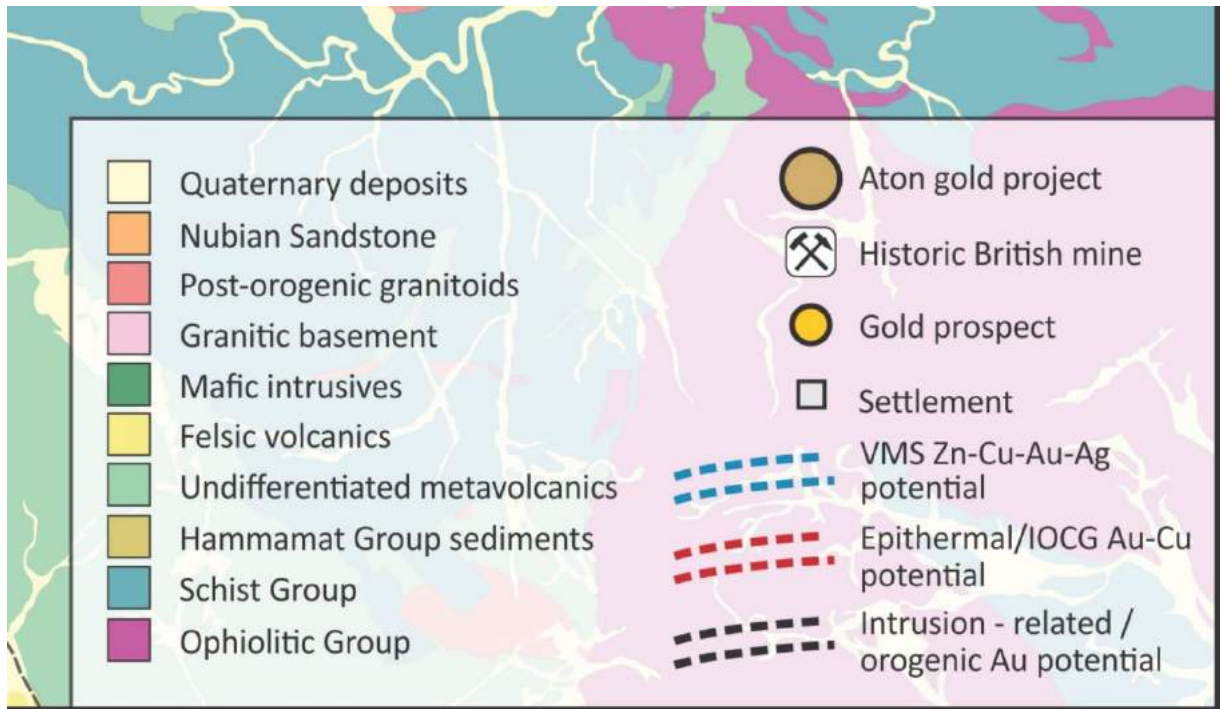 Quaternary deposits
Nubian Sandstone
Post-orogenic granitoids
Granitic basement
Mafic intrusives
Felsic volcanics
Undifferentiated metavolcanics
Hammamat Group sediments
Schist Group
Ophiolitic Group
Aton gold project
Historic British mine
Gold prospect
Settlement
VMS Zn-Cu-Au-Ag
potential
Epithermal/IOCG Au-Cu
potential
Intrusion - related /
orogenic Au potential